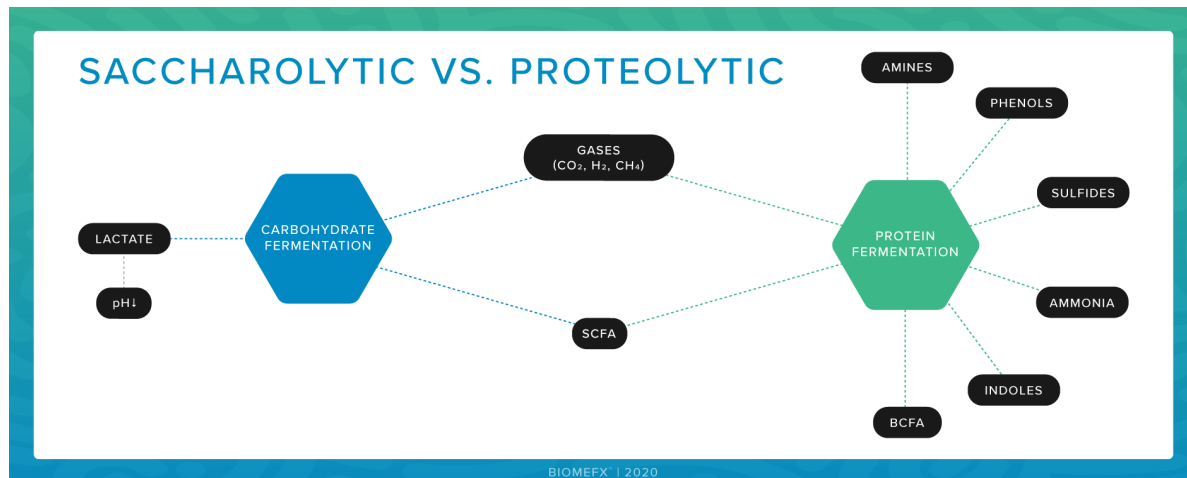 SACCHAROLYTIC VS. PROTEOLYTIC
AMINES
PHENOLS
GASES
(CO₂, H₂, CH₄)
SULFIDES
CARBOHYDRATE
FERMENTATION
LACTATE
PROTEIN
FERMENTATION
pH↓
AMMONIA
SCFA
INDOLES
BCFA
BIOMEFX™ | 2020